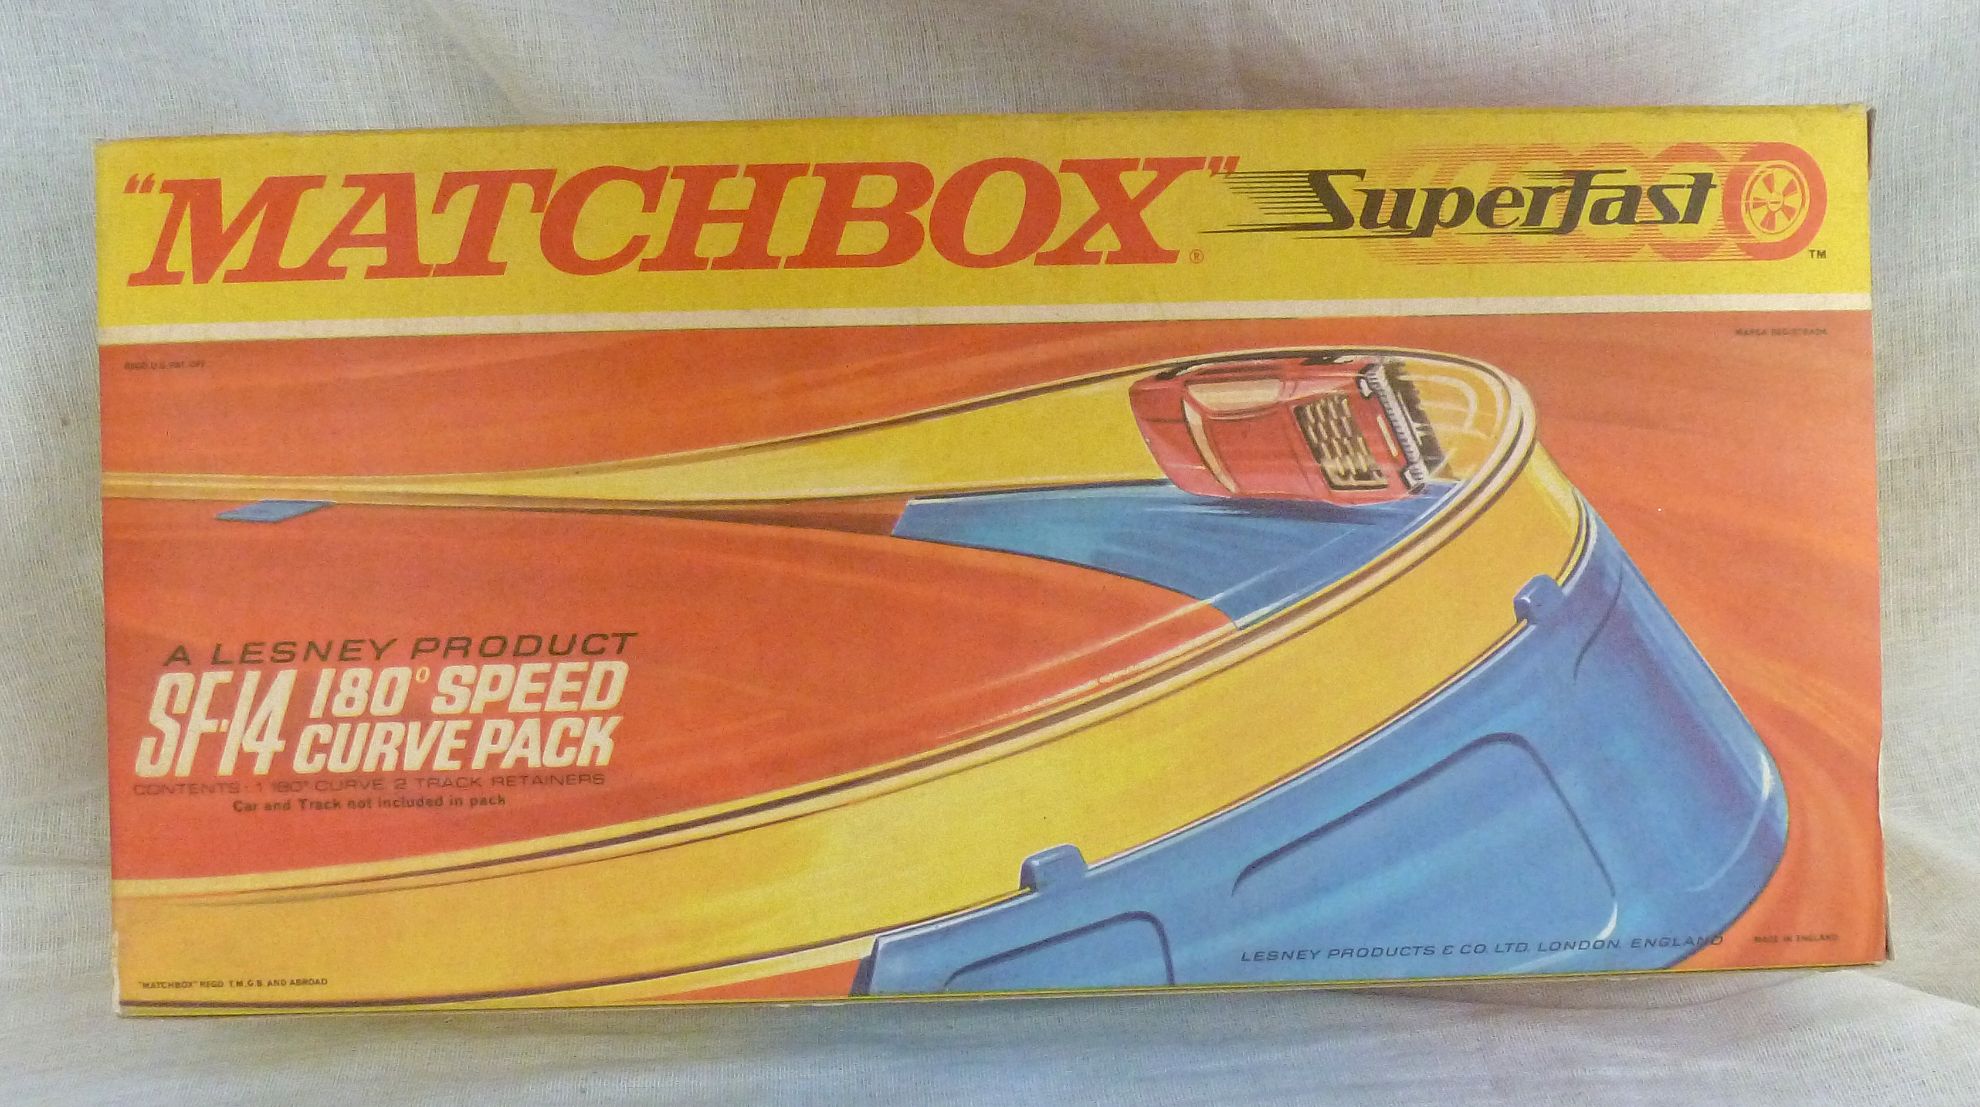 "MATCHBOX"® Superfast ™
REGD U.S. PAT. OFF.
MARCA REGISTRADA
A LESNEY PRODUCT
SF-14 180° SPEED
CURVE PACK
CONTENTS - 1 180° CURVE 2 TRACK RETAINERS
Car and Track not included in pack
LESNEY PRODUCTS & CO. LTD. LONDON, ENGLAND
MADE IN ENGLAND
"MATCHBOX" REGD T.M. G.B. AND ABROAD